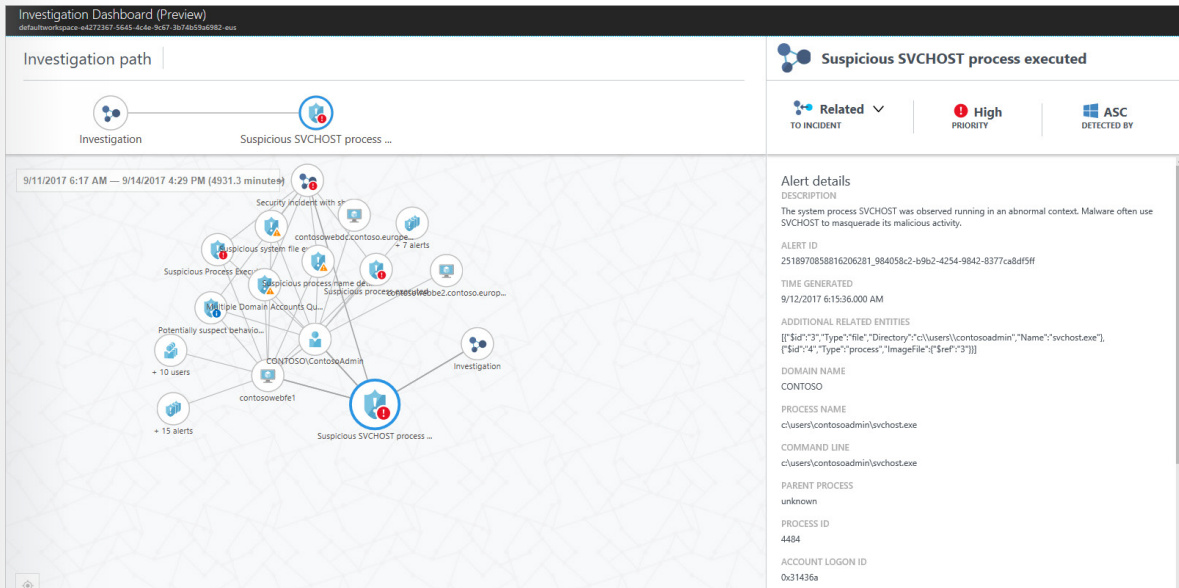 Investigation Dashboard (Preview)
defaultworkspace-e4272367-5645-4c4e-9c67-3b74b59a6982-eus
Investigation path
Investigation
Suspicious SVCHOST process ...
9/11/2017 6:17 AM — 9/14/2017 4:29 PM (4931.3 minutes)
Security incident with
contosowebdc.contoso.europe...
+ 7 alerts
Suspicious system file
Suspicious Process
Suspicious process name de...
Suspicious process executed
contosowebbe2.contoso.europ...
Multiple Domain Accounts Qu...
Potentially suspect behavio...
+ 10 users
CONTOSO\ContosoAdmin
Investigation
contosowebfe1
+ 15 alerts
Suspicious SVCHOST process ...
Suspicious SVCHOST process executed
Related
TO INCIDENT
High
PRIORITY
ASC
DETECTED BY
Alert details
DESCRIPTION
The system process SVCHOST was observed running in an abnormal context. Malware often use
SVCHOST to masquerade its malicious activity.
ALERT ID
2518970858816206281_984058c2-b9b2-4254-9842-8377ca8df5ff
TIME GENERATED
9/12/2017 6:15:36.000 AM
ADDITIONAL RELATED ENTITIES
[{"$id":"3","Type":"file","Directory":"c:\\users\\contosoadmin","Name":"svchost.exe"},
{"$id":"4","Type":"process","ImageFile":{"$ref":"3"}}]
DOMAIN NAME
CONTOSO
PROCESS NAME
c:\users\contosoadmin\svchost.exe
COMMAND LINE
c:\users\contosoadmin\svchost.exe
PARENT PROCESS
unknown
PROCESS ID
4484
ACCOUNT LOGON ID
0x31436a